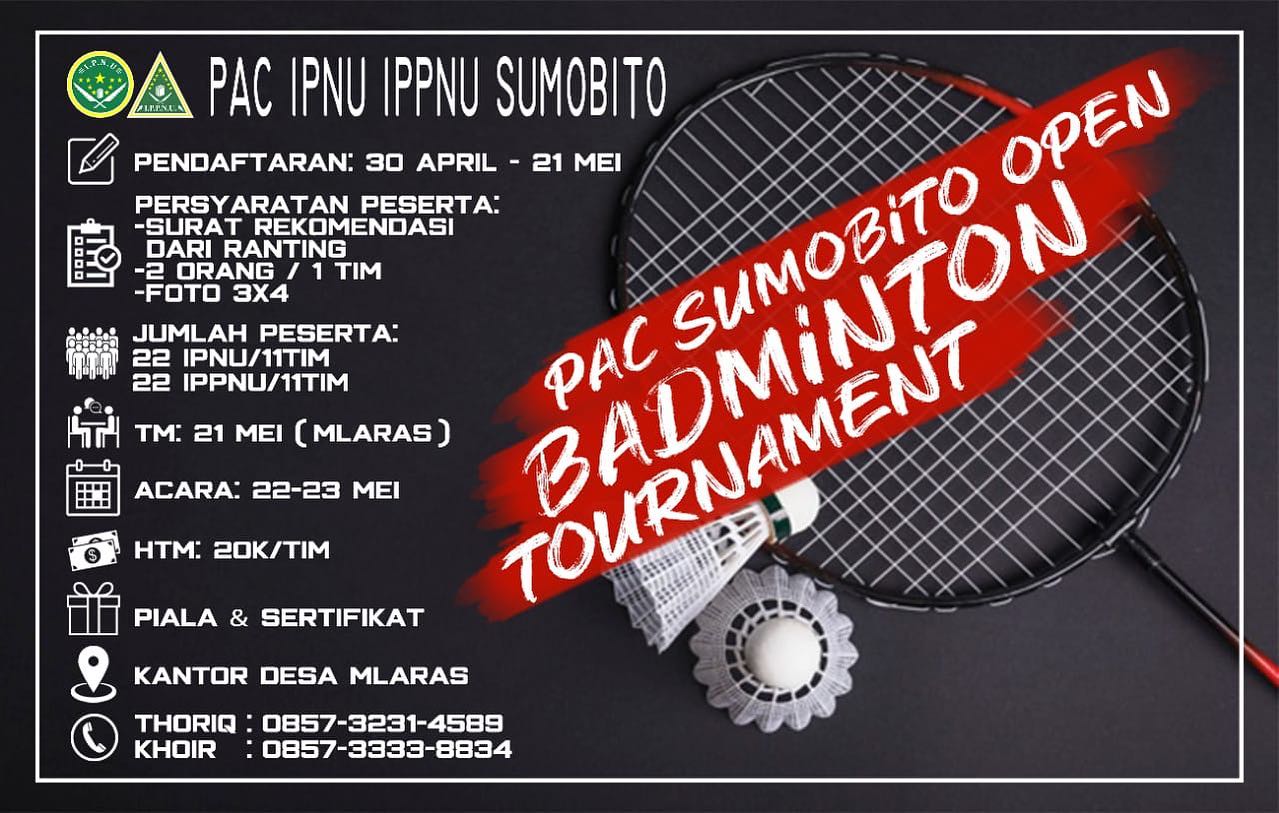 I.P.N.U
I.P.P.N.U.
PAC IPNU IPPNU SUMOBITO
PENDAFTARAN: 30 APRIL - 21 MEI
PERSYARATAN PESERTA:
-SURAT REKOMENDASI
DARI RANTING
-2 ORANG / 1 TIM
-FOTO 3X4
JUMLAH PESERTA:
22 IPNU/11TIM
22 IPPNU/11TIM
TM: 21 MEI (MLARAS)
ACARA: 22-23 MEI
HTM: 20K/TIM
PIALA & SERTIFIKAT
KANTOR DESA MLARAS
THORIQ : 0857-3231-4589
KHOIR : 0857-3333-8834
PAC SUMOBITO OPEN
BADMINTON
TOURNAMENT